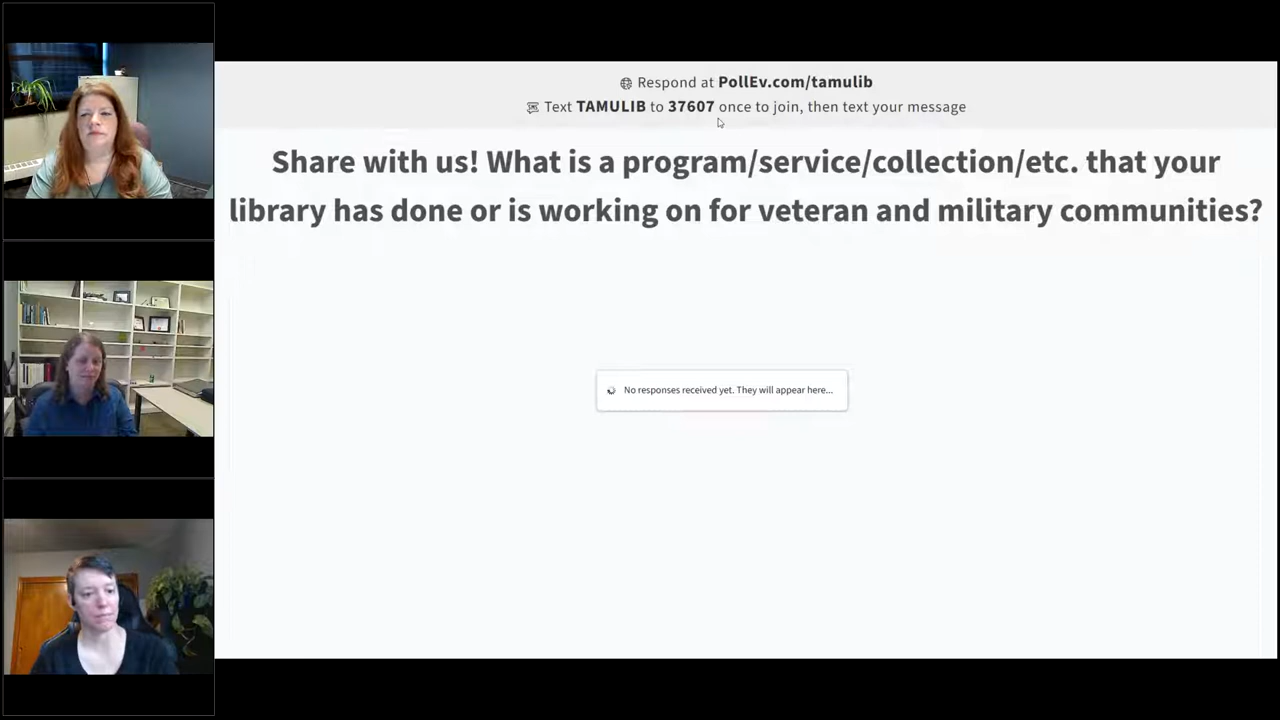 Respond at PollEv.com/tamulib
Text TAMULIB to 37607 once to join, then text your message
Share with us! What is a program/service/collection/etc. that your
library has done or is working on for veteran and military communities?
No responses received yet. They will appear here...